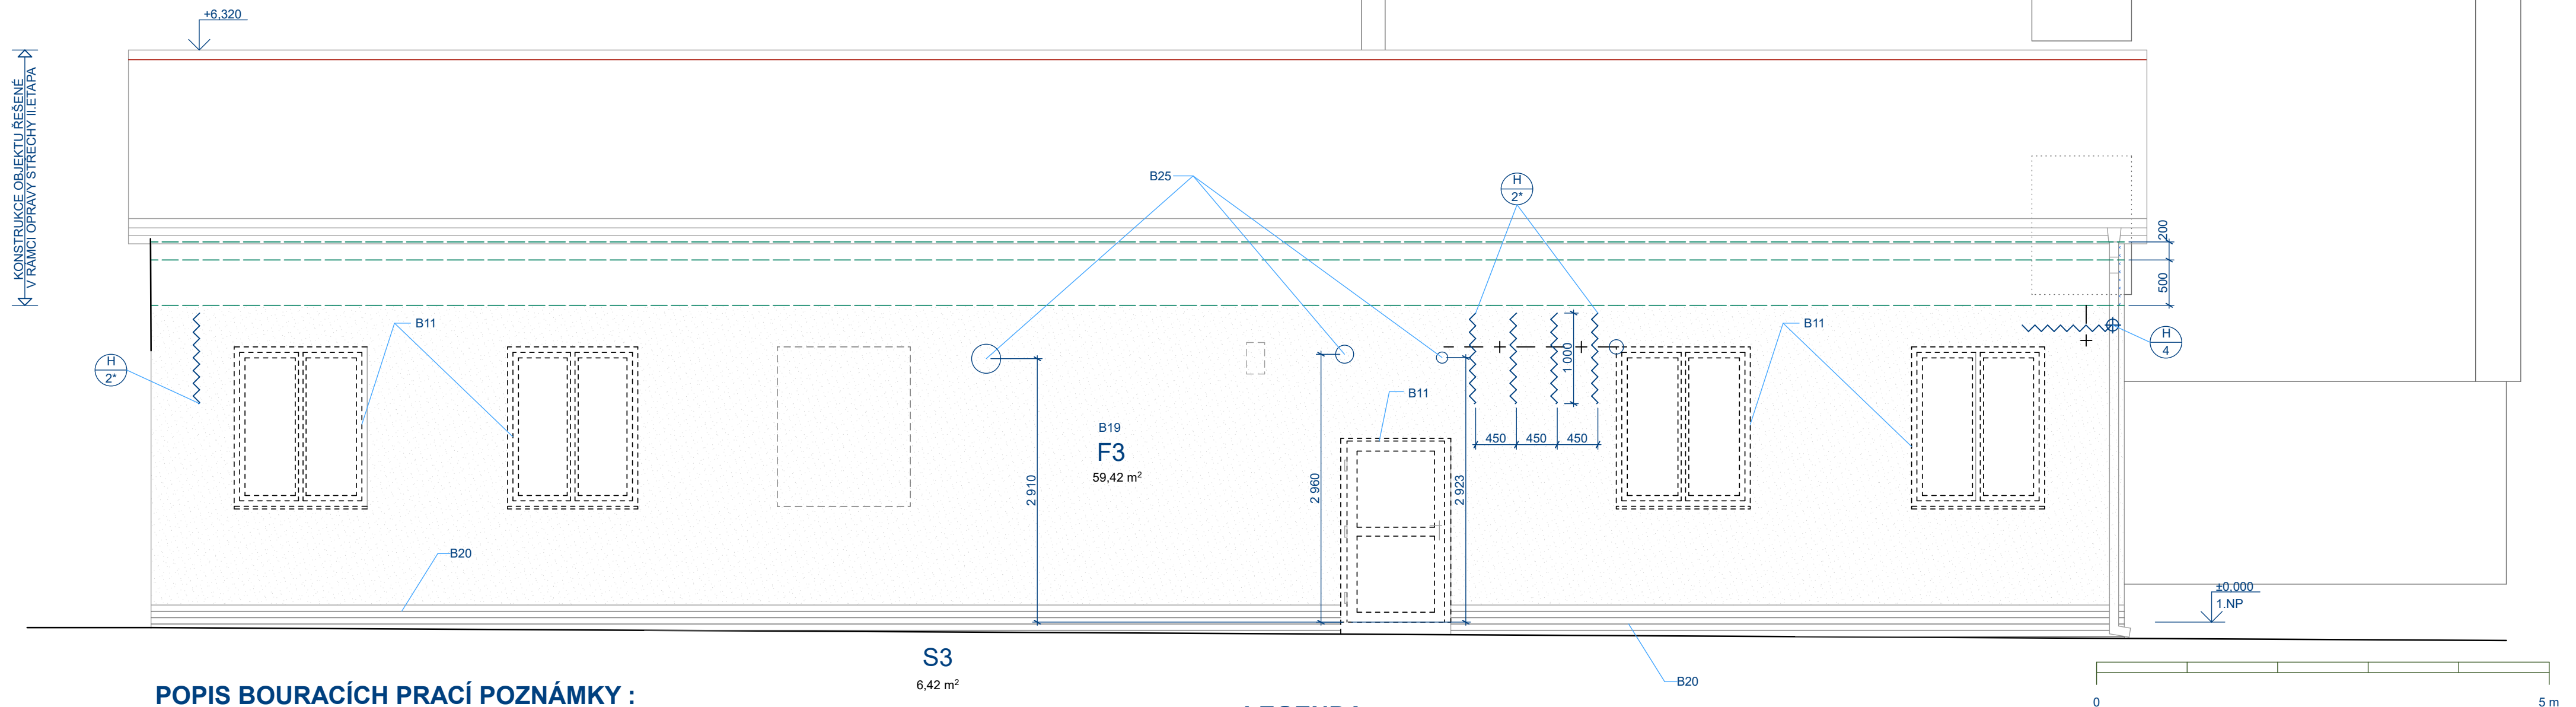 +6,320
KONSTRUKCE OBJEKTU ŘEŠENÉ
V RÁMCI OPRAVY STŘECHY II.ETAPA
B25
H
2*
200
500
B11
B11
H
2*
H
4
1 000
B11
450
450
450
B19
F3
59,42 m²
2 910
2 960
2 923
B20
±0,000
1.NP
S3
6,42 m²
B20
POPIS BOURACÍCH PRACÍ POZNÁMKY :
0
5 m